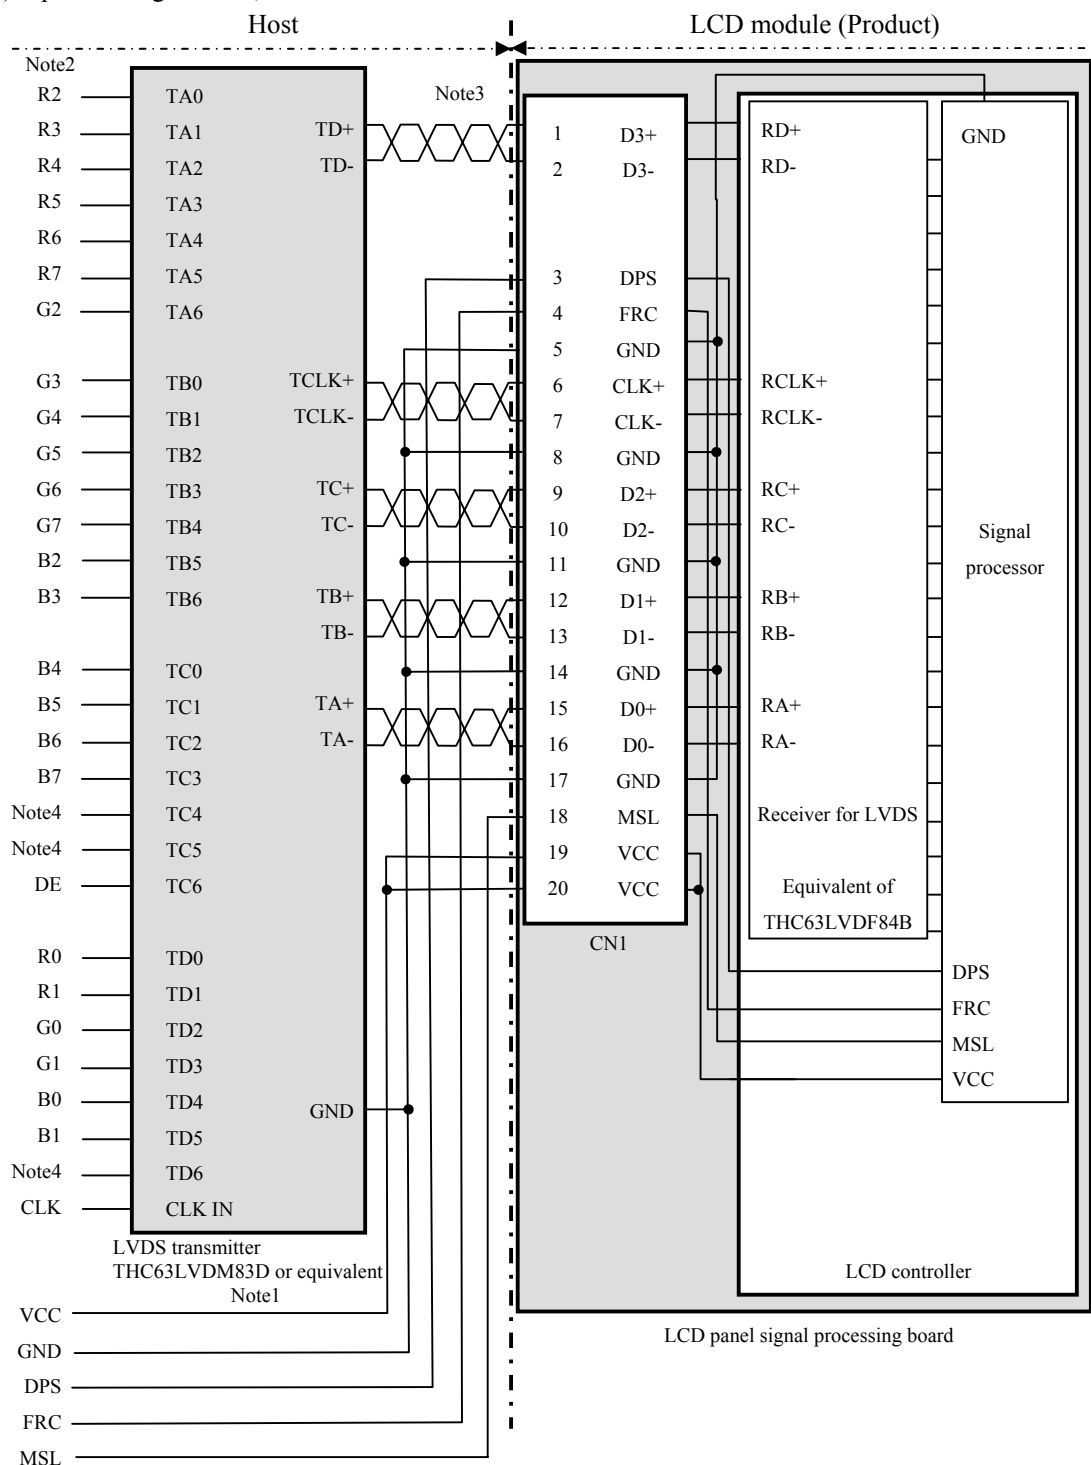 Host
LCD module (Product)
Note2
Note3
R2
R3
R4
R5
R6
R7
G2
G3
G4
G5
G6
G7
B2
B3
B4
B5
B6
B7
Note4
Note4
DE
R0
R1
G0
G1
B0
B1
Note4
CLK
TA0
TA1
TA2
TA3
TA4
TA5
TA6
TB0
TB1
TB2
TB3
TB4
TB5
TB6
TC0
TC1
TC2
TC3
TC4
TC5
TC6
TD0
TD1
TD2
TD3
TD4
TD5
TD6
CLK IN
TD+
TD-
TCLK+
TCLK-
TC+
TC-
TB+
TB-
TA+
TA-
GND
LVDS transmitter
THC63LVDM83D or equivalent
Note1
VCC
GND
DPS
FRC
MSL
1 D3+
2 D3-
3 DPS
4 FRC
5 GND
6 CLK+
7 CLK-
8 GND
9 D2+
10 D2-
11 GND
12 D1+
13 D1-
14 GND
15 D0+
16 D0-
17 GND
18 MSL
19 VCC
20 VCC
CN1
RD+
RD-
RCLK+
RCLK-
RC+
RC-
RB+
RB-
RA+
RA-
Receiver for LVDS
Equivalent of
THC63LVDF84B
GND
Signal
processor
DPS
FRC
MSL
VCC
LCD controller
LCD panel signal processing board